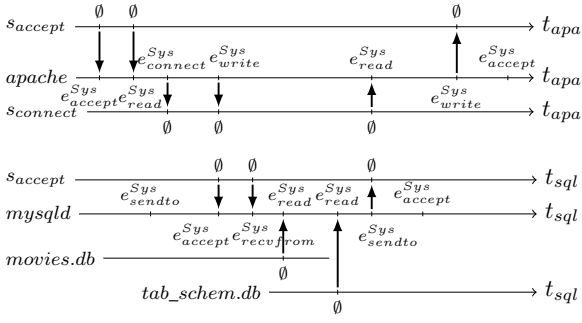 ∅ ∅ ∅
s_accept t_apa
e^Sys_connect e^Sys_write e^Sys_read e^Sys_accept
apache t_apa
e^Sys_accept e^Sys_read e^Sys_write
s_connect t_apa
∅ ∅ ∅
∅ ∅ ∅
s_accept t_sql
e^Sys_sendto e^Sys_read e^Sys_read e^Sys_accept
mysqld t_sql
e^Sys_accept e^Sys_recvfrom e^Sys_sendto
movies.db
∅
tab_schem.db t_sql
∅